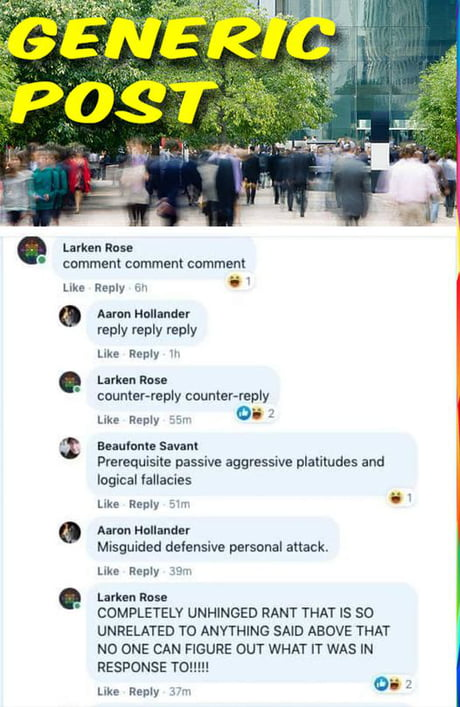 GENERIC
POST
Larken Rose
comment comment comment
1
Like · Reply · 6h
Aaron Hollander
reply reply reply
Like · Reply · 1h
Larken Rose
counter-reply counter-reply
2
Like · Reply · 55m
Beaufonte Savant
Prerequisite passive aggressive platitudes and
logical fallacies
1
Like · Reply · 51m
Aaron Hollander
Misguided defensive personal attack.
Like · Reply · 39m
Larken Rose
COMPLETELY UNHINGED RANT THAT IS SO
UNRELATED TO ANYTHING SAID ABOVE THAT
NO ONE CAN FIGURE OUT WHAT IT WAS IN
RESPONSE TO!!!!!
2
Like · Reply · 37m